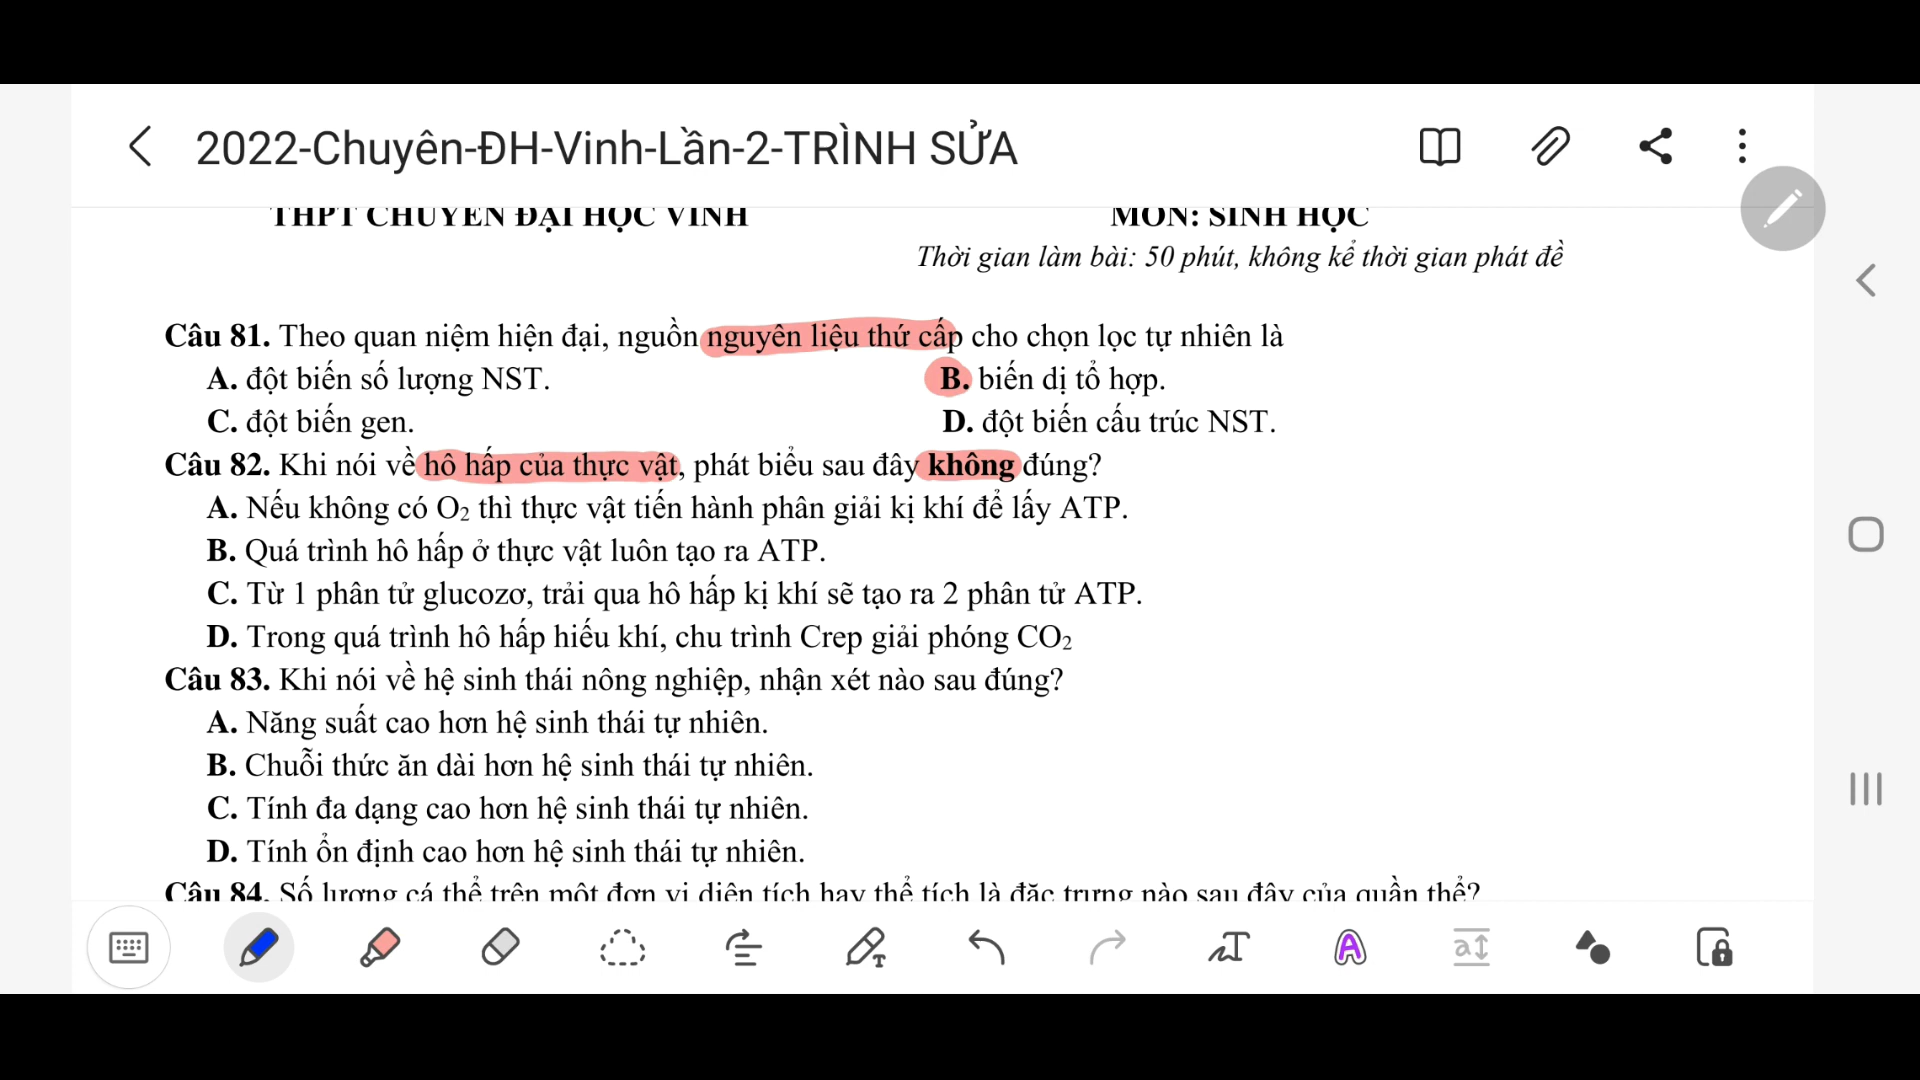 2022-Chuyên-ĐH-Vinh-Lần-2-TRÌNH SỬA
THPT CHUYÊN ĐẠI HỌC VINH
MÔN: SINH HỌC
Thời gian làm bài: 50 phút, không kể thời gian phát đề
Câu 81. Theo quan niệm hiện đại, nguồn nguyên liệu thứ cấp cho chọn lọc tự nhiên là
A. đột biến số lượng NST.
B. biến dị tổ hợp.
C. đột biến gen.
D. đột biến cấu trúc NST.
Câu 82. Khi nói về hô hấp của thực vật, phát biểu sau đây không đúng?
A. Nếu không có O₂ thì thực vật tiến hành phân giải kị khí để lấy ATP.
B. Quá trình hô hấp ở thực vật luôn tạo ra ATP.
C. Từ 1 phân tử glucozơ, trải qua hô hấp kị khí sẽ tạo ra 2 phân tử ATP.
D. Trong quá trình hô hấp hiếu khí, chu trình Crep giải phóng CO₂
Câu 83. Khi nói về hệ sinh thái nông nghiệp, nhận xét nào sau đúng?
A. Năng suất cao hơn hệ sinh thái tự nhiên.
B. Chuỗi thức ăn dài hơn hệ sinh thái tự nhiên.
C. Tính đa dạng cao hơn hệ sinh thái tự nhiên.
D. Tính ổn định cao hơn hệ sinh thái tự nhiên.
Câu 84. Số lượng cá thể trên một đơn vị diện tích hay thể tích là đặc trưng nào sau đây của quần thể?